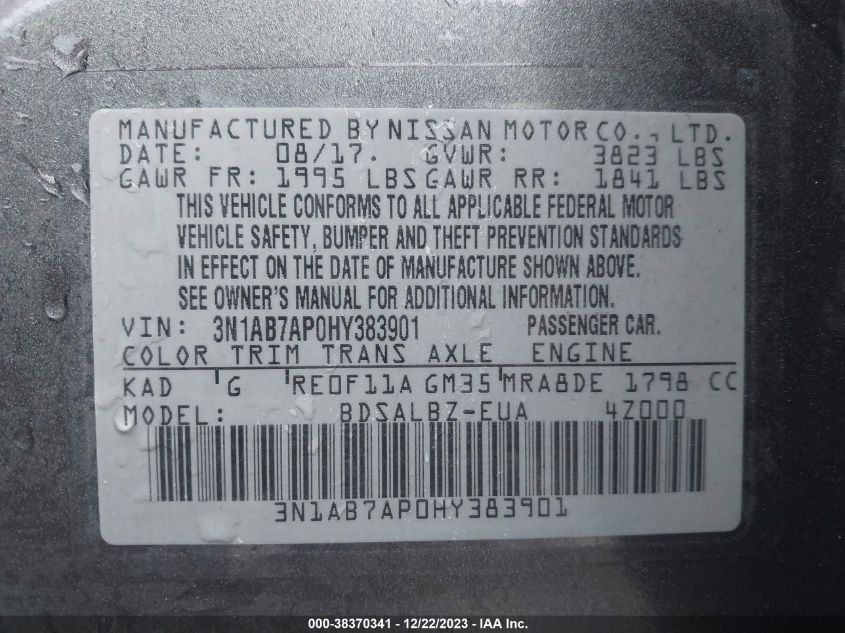 MANUFACTURED BY NISSAN MOTOR CO., LTD.
DATE: 08/17. GVWR: 3823 LBS
GAWR FR: 1995 LBS GAWR RR: 1841 LBS
THIS VEHICLE CONFORMS TO ALL APPLICABLE FEDERAL MOTOR
VEHICLE SAFETY, BUMPER AND THEFT PREVENTION STANDARDS
IN EFFECT ON THE DATE OF MANUFACTURE SHOWN ABOVE.
SEE OWNER'S MANUAL FOR ADDITIONAL INFORMATION.
VIN: 3N1AB7AP0HY383901 PASSENGER CAR.
COLOR TRIM TRANS AXLE ENGINE
KAD G RE0F11A GM35 MRA8DE 1798 CC
MODEL: BDSALBZ-EUA 4Z000
3N1AB7AP0HY383901
000-38370341 - 12/22/2023 - IAA Inc.